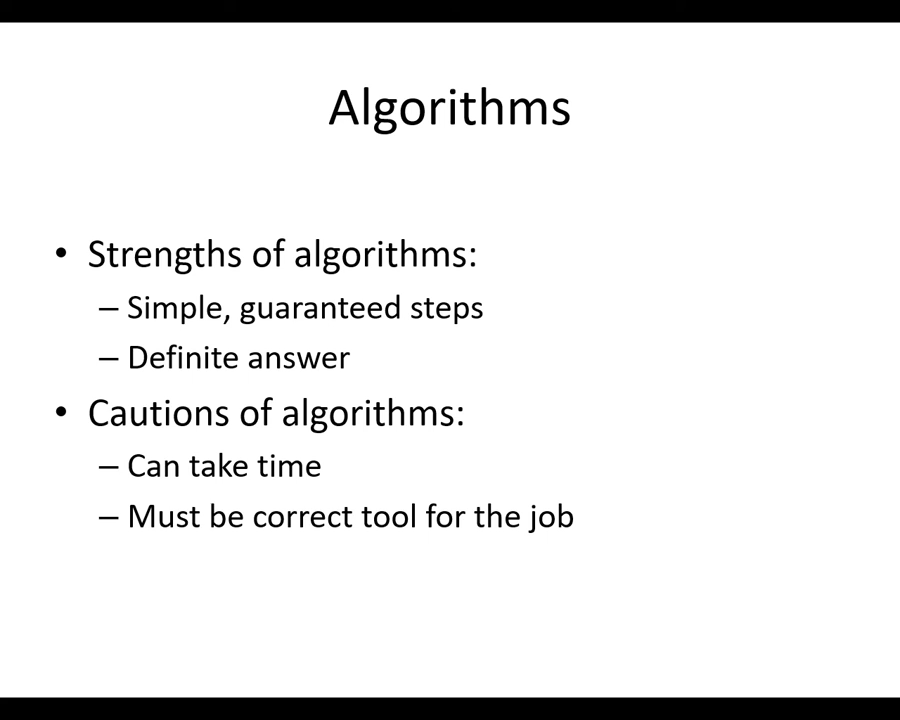 Algorithms
• Strengths of algorithms:
– Simple, guaranteed steps
– Definite answer
• Cautions of algorithms:
– Can take time
– Must be correct tool for the job